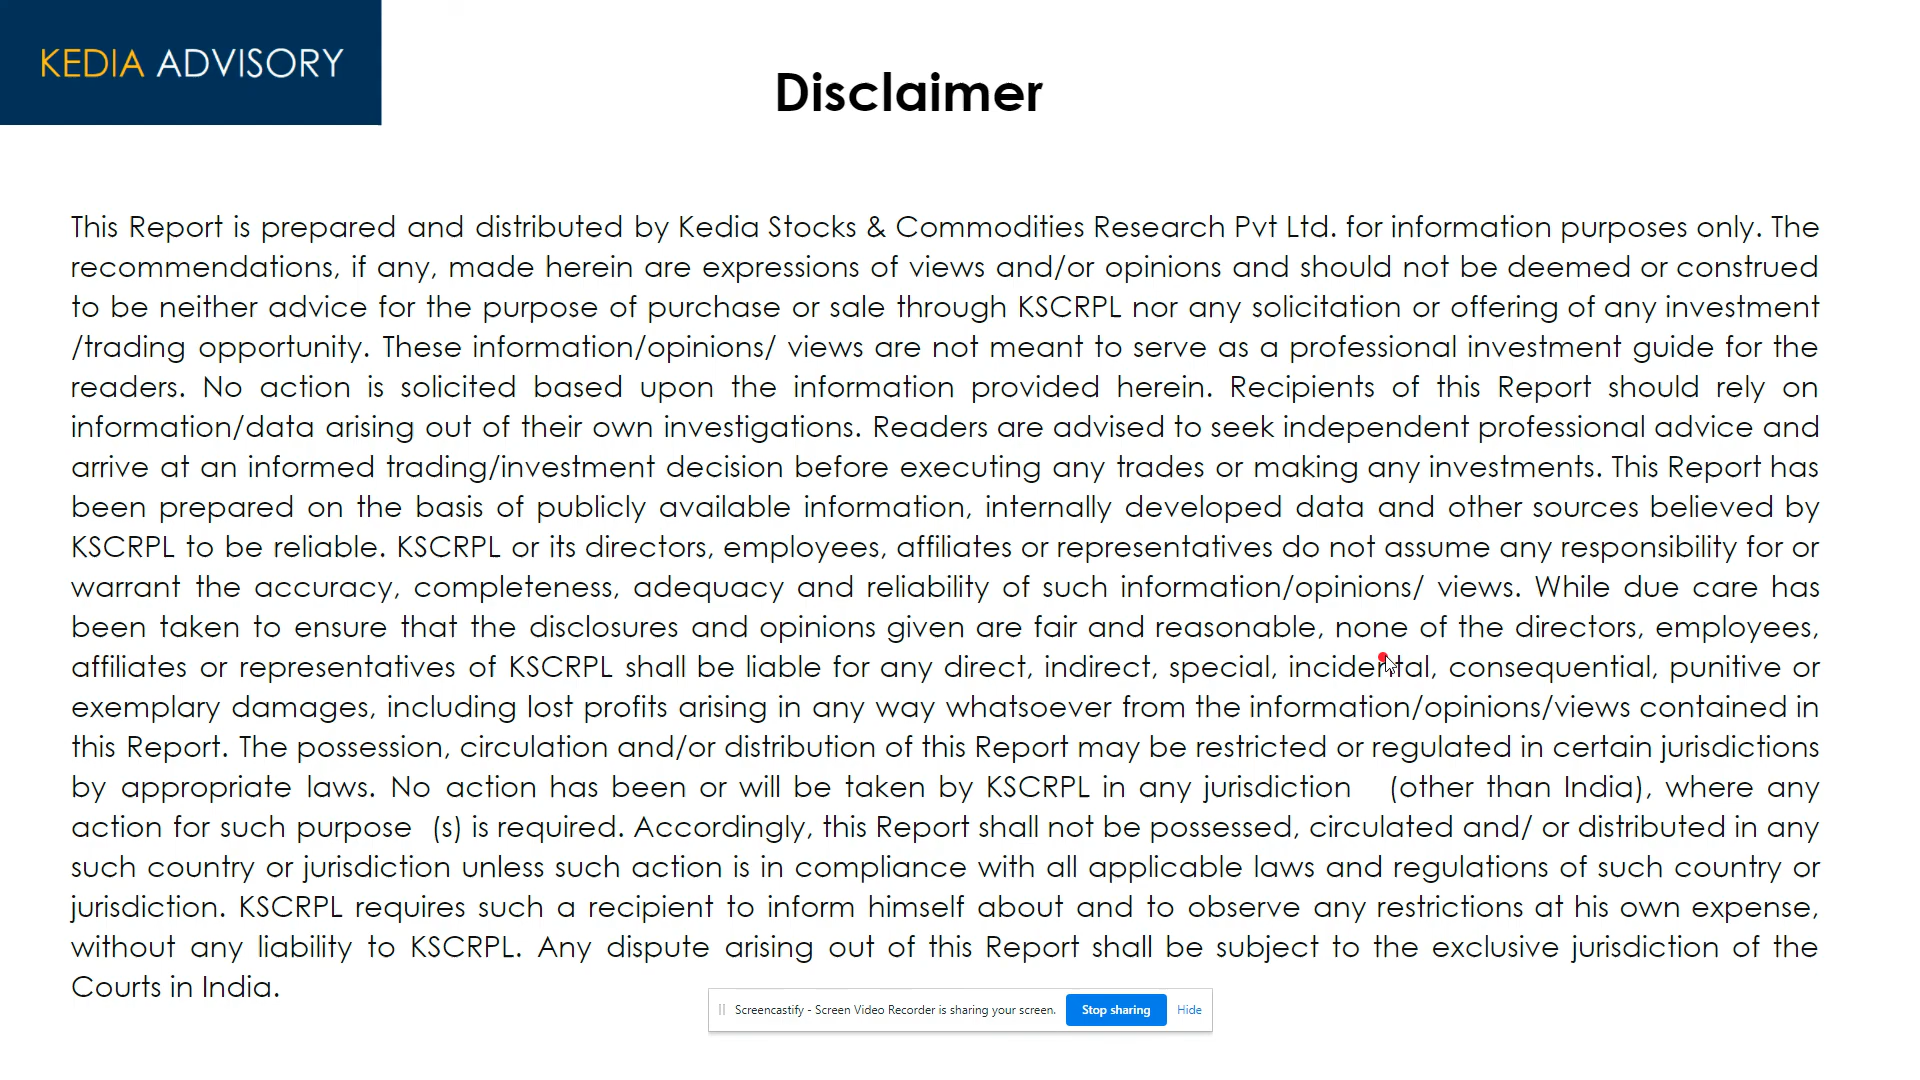 KEDIA ADVISORY
Disclaimer
This Report is prepared and distributed by Kedia Stocks & Commodities Research Pvt Ltd. for information purposes only. The
recommendations, if any, made herein are expressions of views and/or opinions and should not be deemed or construed
to be neither advice for the purpose of purchase or sale through KSCRPL nor any solicitation or offering of any investment
/trading opportunity. These information/opinions/ views are not meant to serve as a professional investment guide for the
readers. No action is solicited based upon the information provided herein. Recipients of this Report should rely on
information/data arising out of their own investigations. Readers are advised to seek independent professional advice and
arrive at an informed trading/investment decision before executing any trades or making any investments. This Report has
been prepared on the basis of publicly available information, internally developed data and other sources believed by
KSCRPL to be reliable. KSCRPL or its directors, employees, affiliates or representatives do not assume any responsibility for or
warrant the accuracy, completeness, adequacy and reliability of such information/opinions/ views. While due care has
been taken to ensure that the disclosures and opinions given are fair and reasonable, none of the directors, employees,
affiliates or representatives of KSCRPL shall be liable for any direct, indirect, special, incidental, consequential, punitive or
exemplary damages, including lost profits arising in any way whatsoever from the information/opinions/views contained in
this Report. The possession, circulation and/or distribution of this Report may be restricted or regulated in certain jurisdictions
by appropriate laws. No action has been or will be taken by KSCRPL in any jurisdiction (other than India), where any
action for such purpose (s) is required. Accordingly, this Report shall not be possessed, circulated and/ or distributed in any
such country or jurisdiction unless such action is in compliance with all applicable laws and regulations of such country or
jurisdiction. KSCRPL requires such a recipient to inform himself about and to observe any restrictions at his own expense,
without any liability to KSCRPL. Any dispute arising out of this Report shall be subject to the exclusive jurisdiction of the
Courts in India.
Screencastify - Screen Video Recorder is sharing your screen. Stop sharing Hide